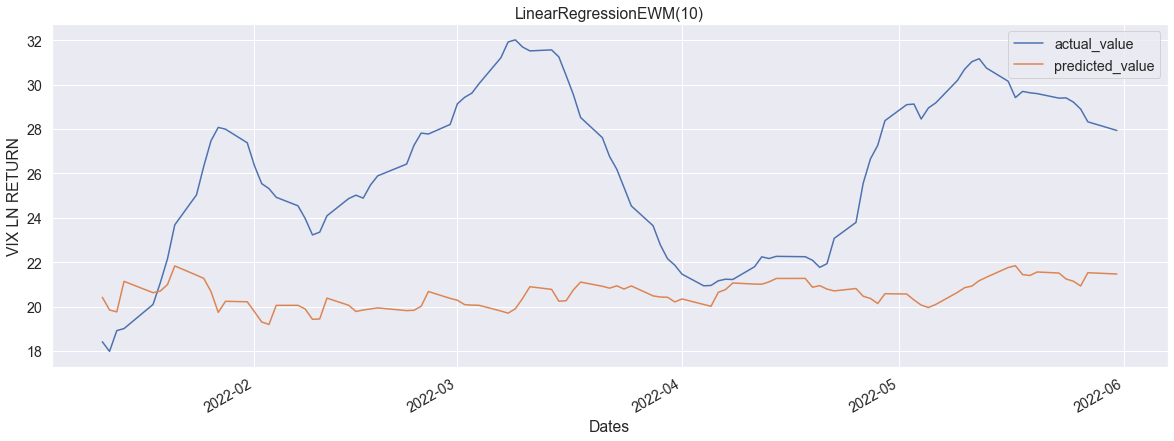 LinearRegressionEWM(10)
actual_value
predicted_value
VIX LN RETURN
32
30
28
26
24
22
20
18
2022-02
2022-03
2022-04
2022-05
2022-06
Dates